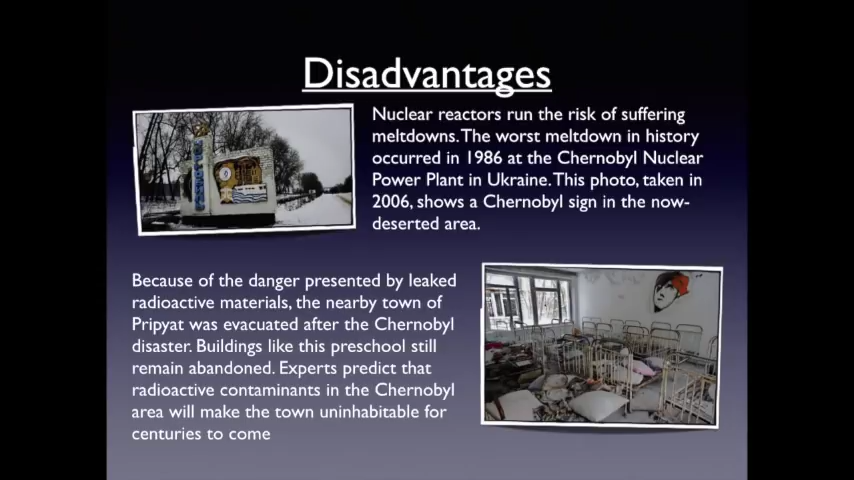 Disadvantages
Nuclear reactors run the risk of suffering
meltdowns. The worst meltdown in history
occurred in 1986 at the Chernobyl Nuclear
Power Plant in Ukraine. This photo, taken in
2006, shows a Chernobyl sign in the now-
deserted area.
Because of the danger presented by leaked
radioactive materials, the nearby town of
Pripyat was evacuated after the Chernobyl
disaster. Buildings like this preschool still
remain abandoned. Experts predict that
radioactive contaminants in the Chernobyl
area will make the town uninhabitable for
centuries to come